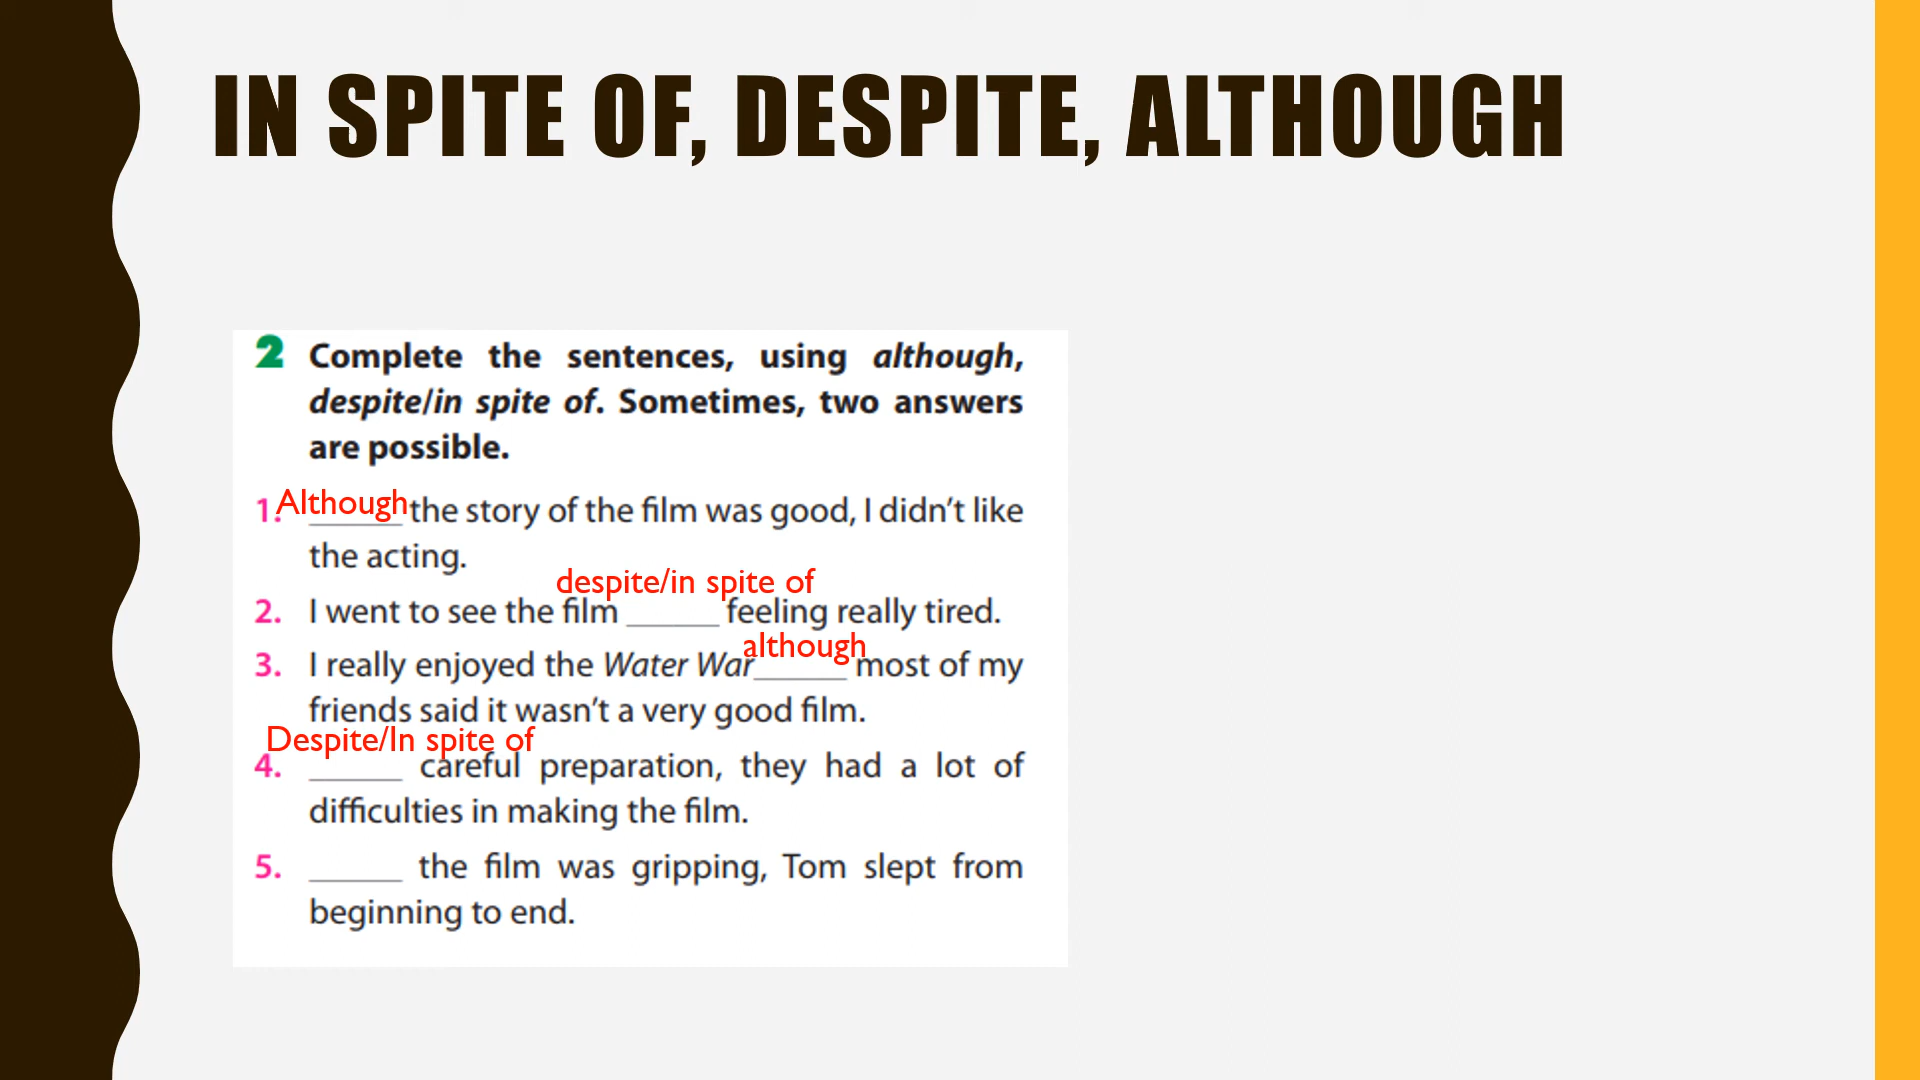 IN SPITE OF, DESPITE, ALTHOUGH
2 Complete the sentences, using although,
despite/in spite of. Sometimes, two answers
are possible.
1. Although ______ the story of the film was good, I didn't like
the acting.
despite/in spite of
2. I went to see the film ______ feeling really tired.
although
3. I really enjoyed the Water War ______ most of my
friends said it wasn't a very good film.
Despite/In spite of
4. ______ careful preparation, they had a lot of
difficulties in making the film.
5. ______ the film was gripping, Tom slept from
beginning to end.